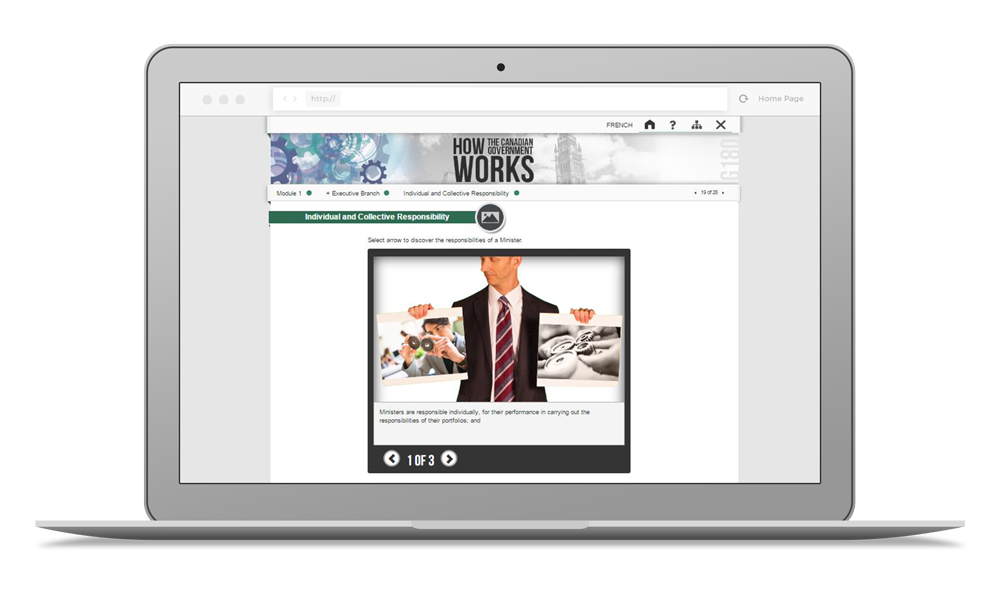 http://
Home Page
FRENCH
?
HOW THE CANADIAN
GOVERNMENT
WORKS
G180
Module 1 + Executive Branch Individual and Collective Responsibility 19 of 26
Individual and Collective Responsibility
Select arrow to discover the responsibilities of a Minister.
Ministers are responsible individually, for their performance in carrying out the
responsibilities of their portfolios; and
1 OF 3